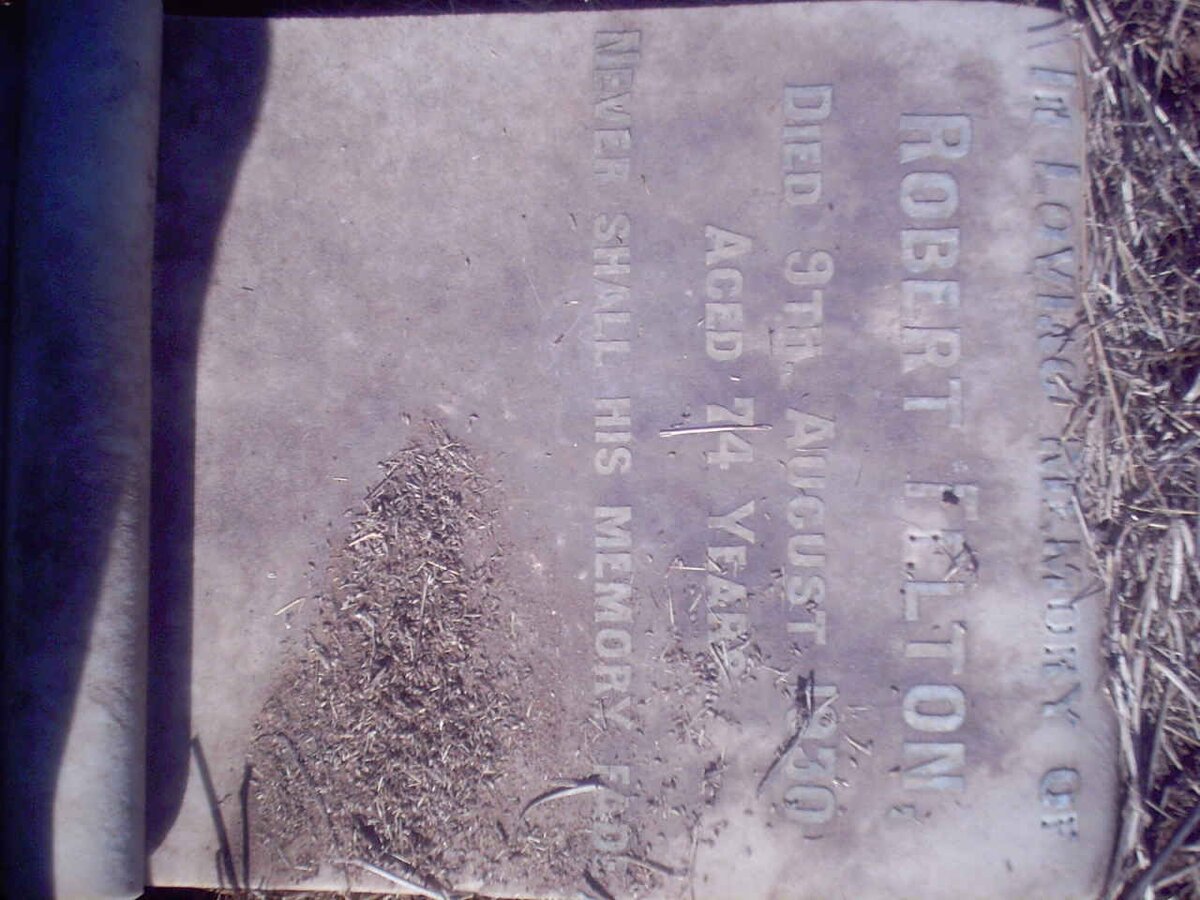 IN LOVING MEMORY OF
ROBERT FELTON,
DIED 9TH AUGUST 1930
AGED 74 YEARS
NEVER SHALL HIS MEMORY FADE